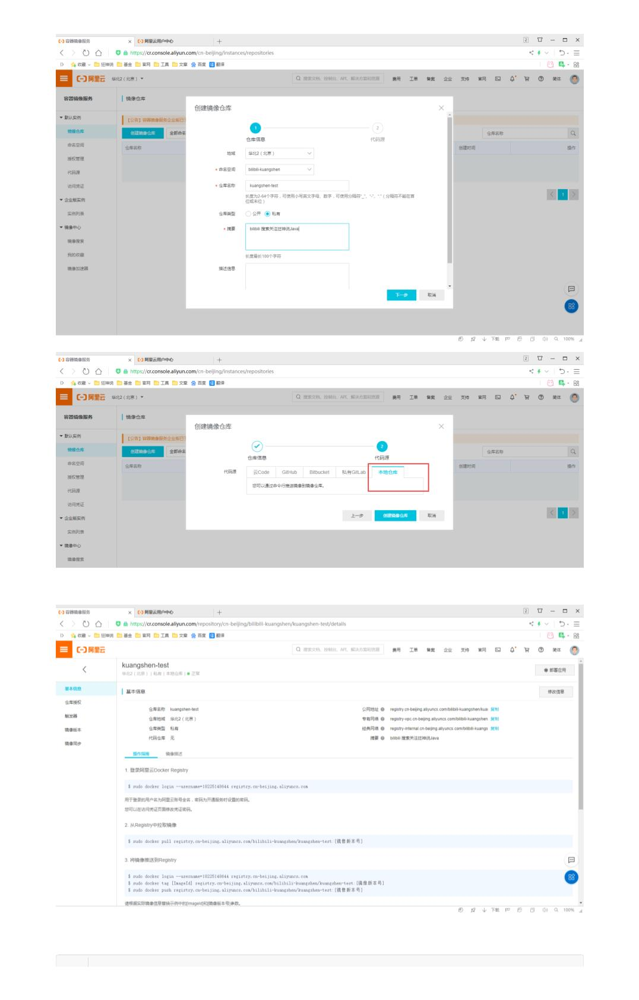 容器镜像服务
阿里云用户中心
2
https://cr.console.aliyun.com/cn-beijing/instances/repositories
收藏 狂神说 基金 官网 工具 文章 百度 翻译
阿里云 华北2（北京） 搜索文档、控制台、API、解决方案和资源 费用 工单 备案 企业 支持 官网 简体
容器镜像服务
镜像仓库
默认实例
【公告】容器镜像服务企业版已
镜像仓库
创建镜像仓库
全部命名
仓库名称
命名空间
仓库名称
创建时间
操作
授权管理
代码源
访问凭证
企业版实例
1
实例列表
镜像中心
镜像搜索
我的收藏
镜像加速器
创建镜像仓库
1
2
仓库信息
代码源
地域 华北2（北京）
* 命名空间 bilibili-kuangshen
* 仓库名称 kuangshen-test
长度为2-64个字符，可使用小写英文字母、数字，可使用分隔符“_”、“-”、“.”（分隔符不能在首
位或末位）
仓库类型 公开 私有
* 摘要 bilibili 搜索关注狂神说Java
长度最长100个字符
描述信息
下一步 取消
下载 100%
容器镜像服务
阿里云用户中心
2
https://cr.console.aliyun.com/cn-beijing/instances/repositories
收藏 狂神说 基金 官网 工具 文章 百度 翻译
阿里云 华北2（北京） 搜索文档、控制台、API、解决方案和资源 费用 工单 备案 企业 支持 官网 简体
容器镜像服务
镜像仓库
默认实例
【公告】容器镜像服务企业版已
镜像仓库
创建镜像仓库
全部命名
仓库名称
命名空间
仓库名称
创建时间
操作
授权管理
代码源
访问凭证
企业版实例
1
实例列表
镜像中心
镜像搜索
创建镜像仓库
2
仓库信息
代码源
代码源 云Code GitHub Bitbucket 私有GitLab 本地仓库
您可以通过命令行推送镜像到镜像仓库。
上一步 创建镜像仓库 取消
容器镜像服务
阿里云用户中心
2
https://cr.console.aliyun.com/repository/cn-beijing/bilibili-kuangshen/kuangshen-test/details
收藏 狂神说 基金 官网 工具 文章 百度 翻译
阿里云 搜索文档、控制台、API、解决方案和资源 费用 工单 备案 企业 支持 官网 简体
kuangshen-test
华北2（北京） | 私有 | 本地仓库 | 正常
部署应用
基本信息
仓库授权
触发器
镜像版本
镜像同步
基本信息
修改信息
仓库名称 kuangshen-test
公网地址 registry.cn-beijing.aliyuncs.com/bilibili-kuangshen/kuai 复制
仓库地域 华北2（北京）
专有网络 registry-vpc.cn-beijing.aliyuncs.com/bilibili-kuangshen 复制
仓库类型 私有
经典网络 registry-internal.cn-beijing.aliyuncs.com/bilibili-kuangs 复制
代码仓库 无
摘要 bilibili 搜索关注狂神说Java
操作指南 镜像描述
1. 登录阿里云Docker Registry
$ sudo docker login --username=18225148644 registry.cn-beijing.aliyuncs.com
用于登录的用户名为阿里云账号全名，密码为开通服务时设置的密码。
您可以在访问凭证页面修改凭证密码。
2. 从Registry中拉取镜像
$ sudo docker pull registry.cn-beijing.aliyuncs.com/bilibili-kuangshen/kuangshen-test:[镜像版本号]
3. 将镜像推送到Registry
$ sudo docker login --username=18225148644 registry.cn-beijing.aliyuncs.com
$ sudo docker tag [ImageId] registry.cn-beijing.aliyuncs.com/bilibili-kuangshen/kuangshen-test:[镜像版本号]
$ sudo docker push registry.cn-beijing.aliyuncs.com/bilibili-kuangshen/kuangshen-test:[镜像版本号]
请根据实际镜像信息替换示例中的[ImageId]和[镜像版本号]参数。
下载 100%